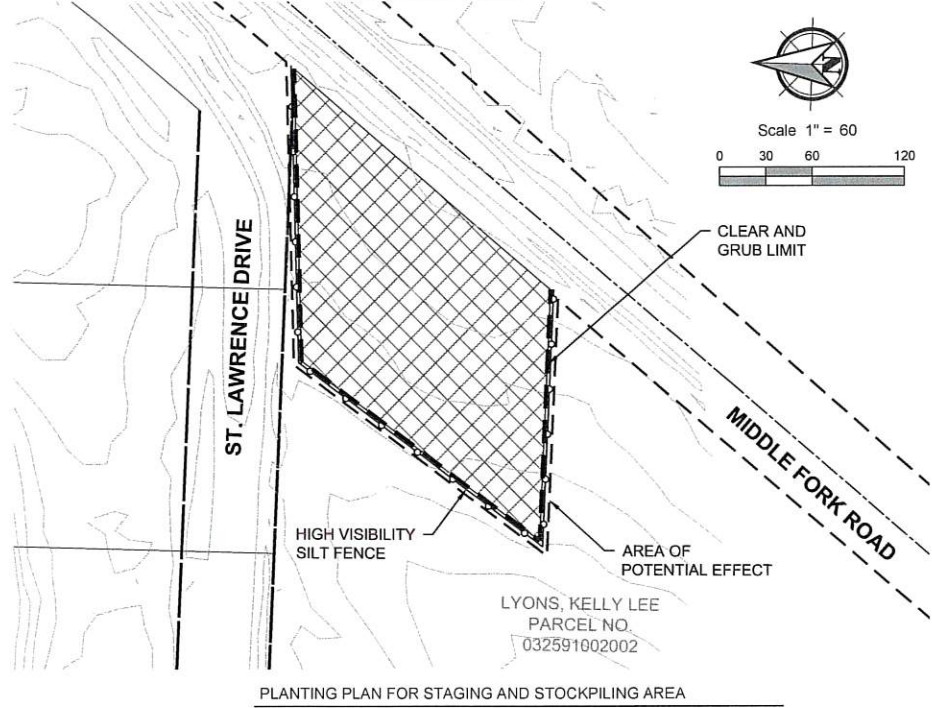 N
Scale 1" = 60
0 30 60 120
CLEAR AND
GRUB LIMIT
ST. LAWRENCE DRIVE
MIDDLE FORK ROAD
HIGH VISIBILITY
SILT FENCE
AREA OF
POTENTIAL EFFECT
LYONS, KELLY LEE
PARCEL NO.
032591002002
PLANTING PLAN FOR STAGING AND STOCKPILING AREA